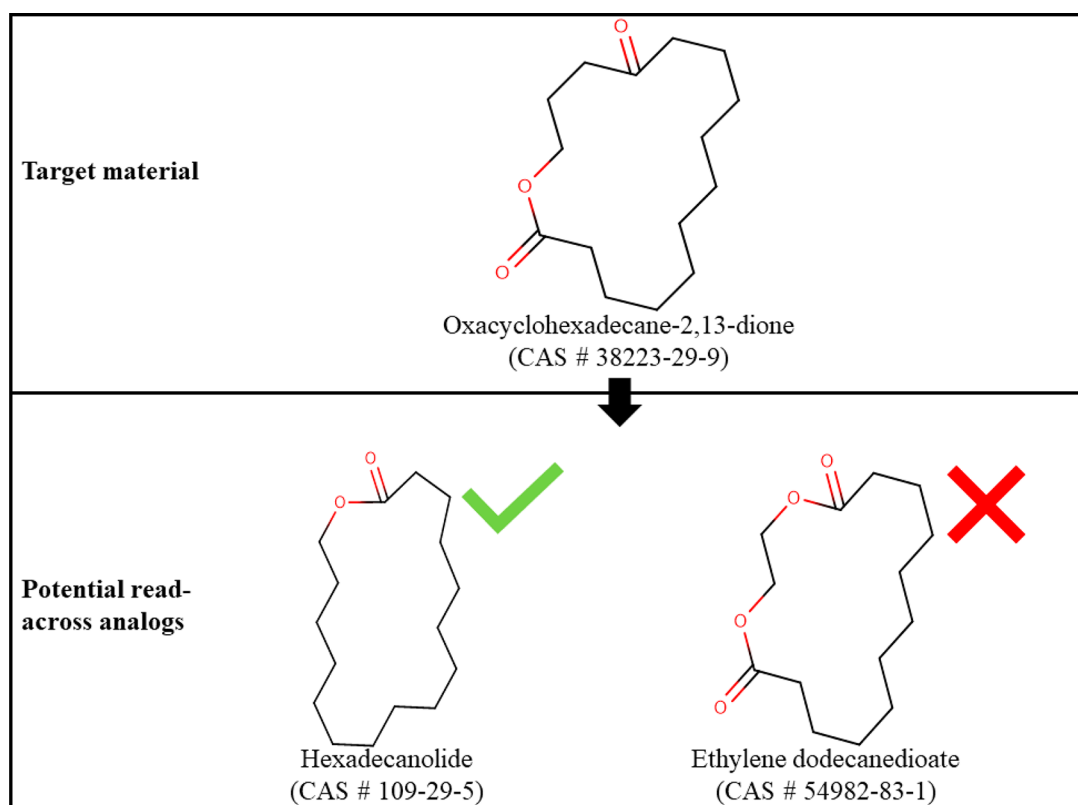 O
Target material
O
O
Oxacyclohexadecane-2,13-dione
(CAS # 38223-29-9)
O
O
O
O
Potential read-
across analogs
O
O
Hexadecanolide
(CAS # 109-29-5)
Ethylene dodecanedioate
(CAS # 54982-83-1)